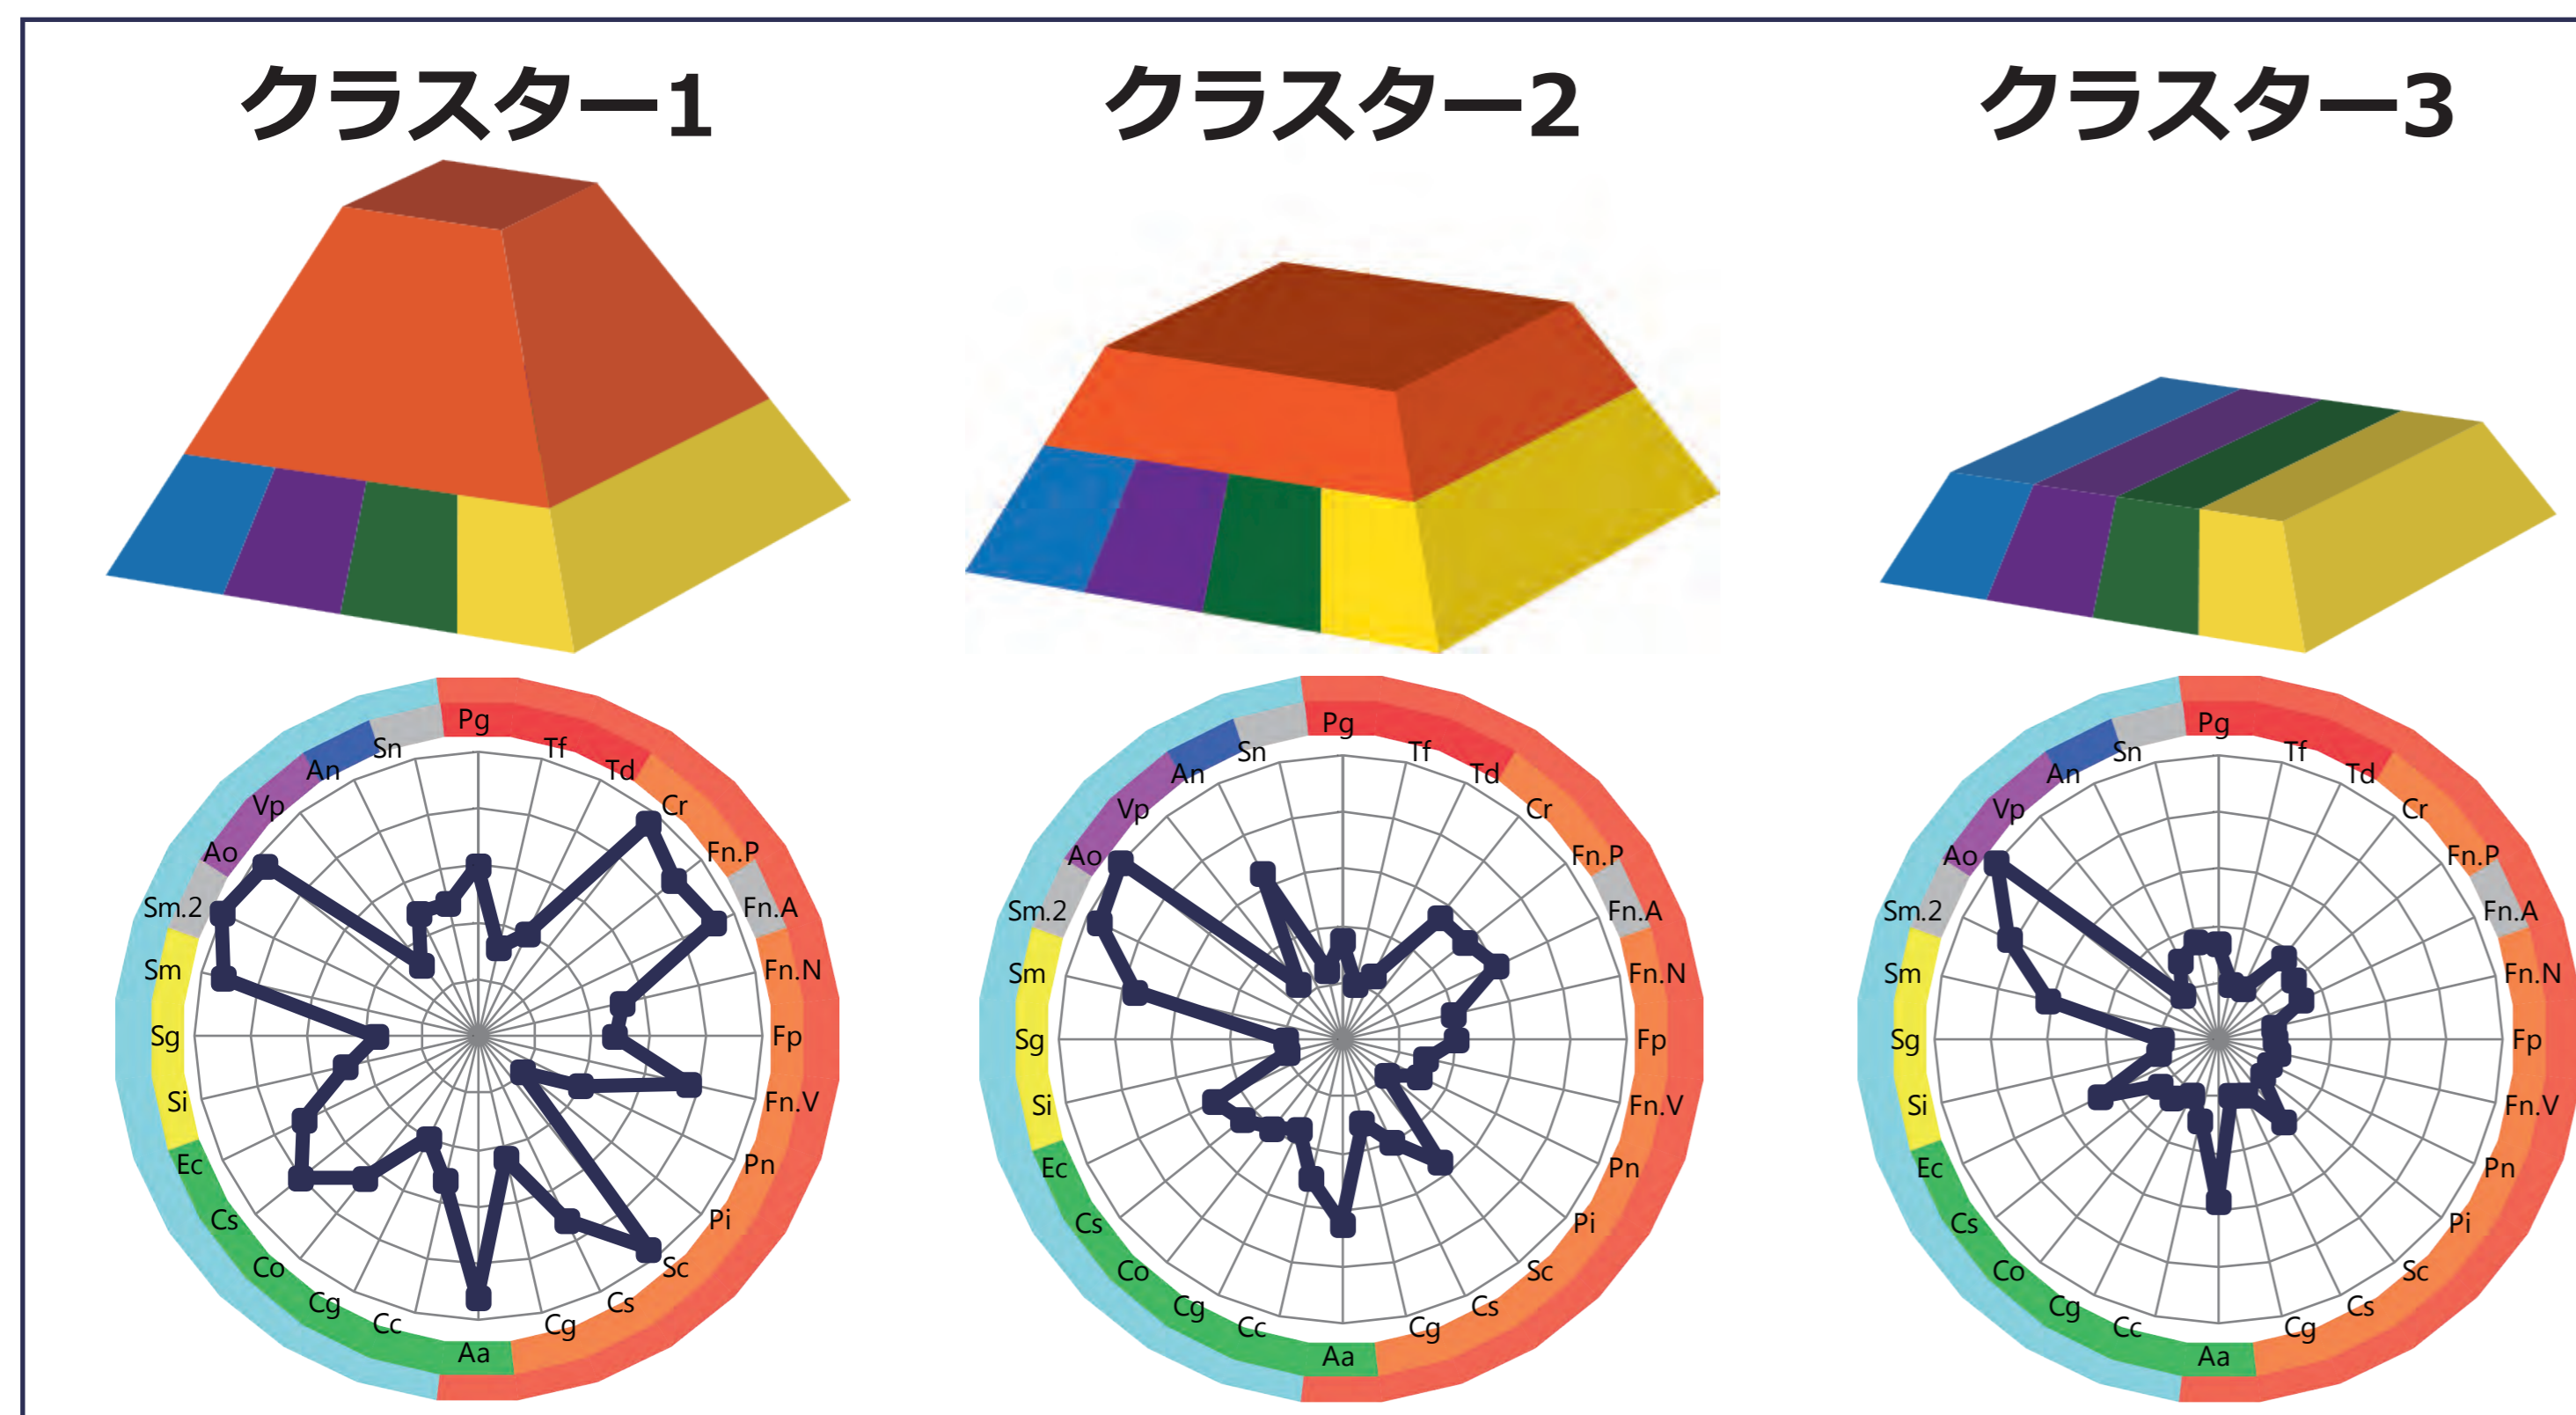 クラスター1
クラスター2
クラスター3
Pg
Tf
Td
Cr
Fn.P
Fn.A
Fn.N
Fp
Fn.V
Pn
Pi
Sc
Cs
Cg
Aa
Cc
Cg
Co
Cs
Ec
Si
Sg
Sm
Sm.2
Ao
Vp
An
Sn
Pg
Tf
Td
Cr
Fn.P
Fn.A
Fn.N
Fp
Fn.V
Pn
Pi
Sc
Cs
Cg
Aa
Cc
Cg
Co
Cs
Ec
Si
Sg
Sm
Sm.2
Ao
Vp
An
Sn
Pg
Tf
Td
Cr
Fn.P
Fn.A
Fn.N
Fp
Fn.V
Pn
Pi
Sc
Cs
Cg
Aa
Cc
Cg
Co
Cs
Ec
Si
Sg
Sm
Sm.2
Ao
Vp
An
Sn